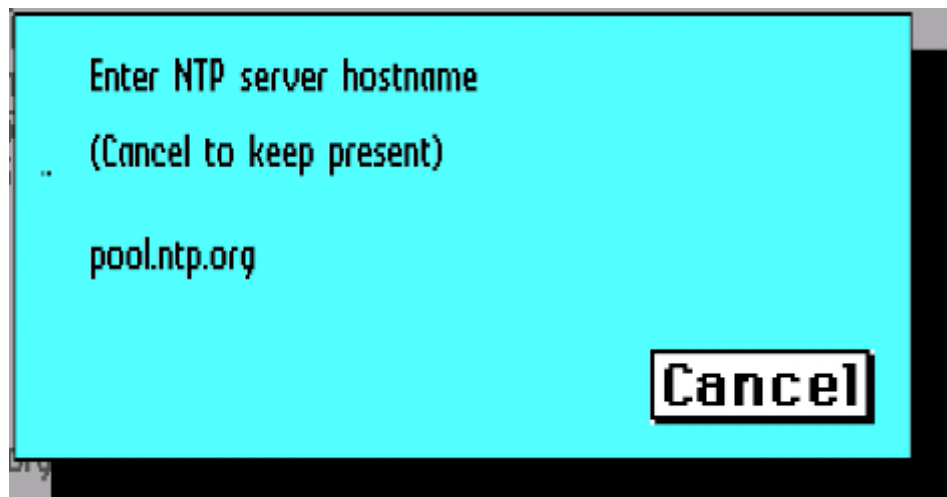 Enter NTP server hostname
(Cancel to keep present)
pool.ntp.org
Cancel